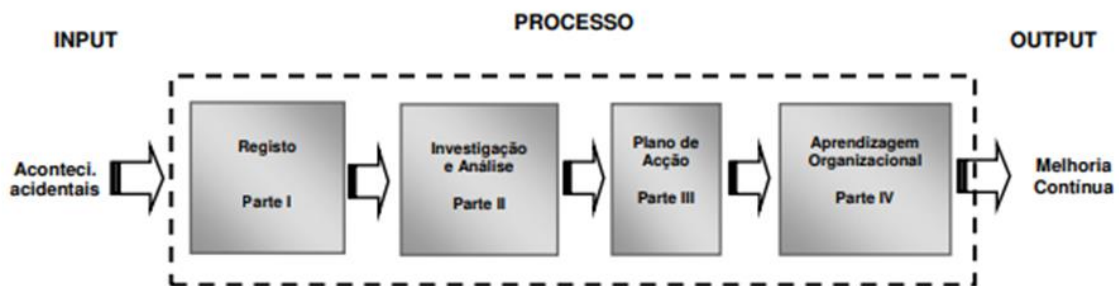 PROCESSO
INPUT
OUTPUT
Aconteci.
acidentais
Registo
Parte I
Investigação
e Análise
Parte II
Plano de
Acção
Parte III
Aprendizagem
Organizacional
Parte IV
Melhoria
Contínua